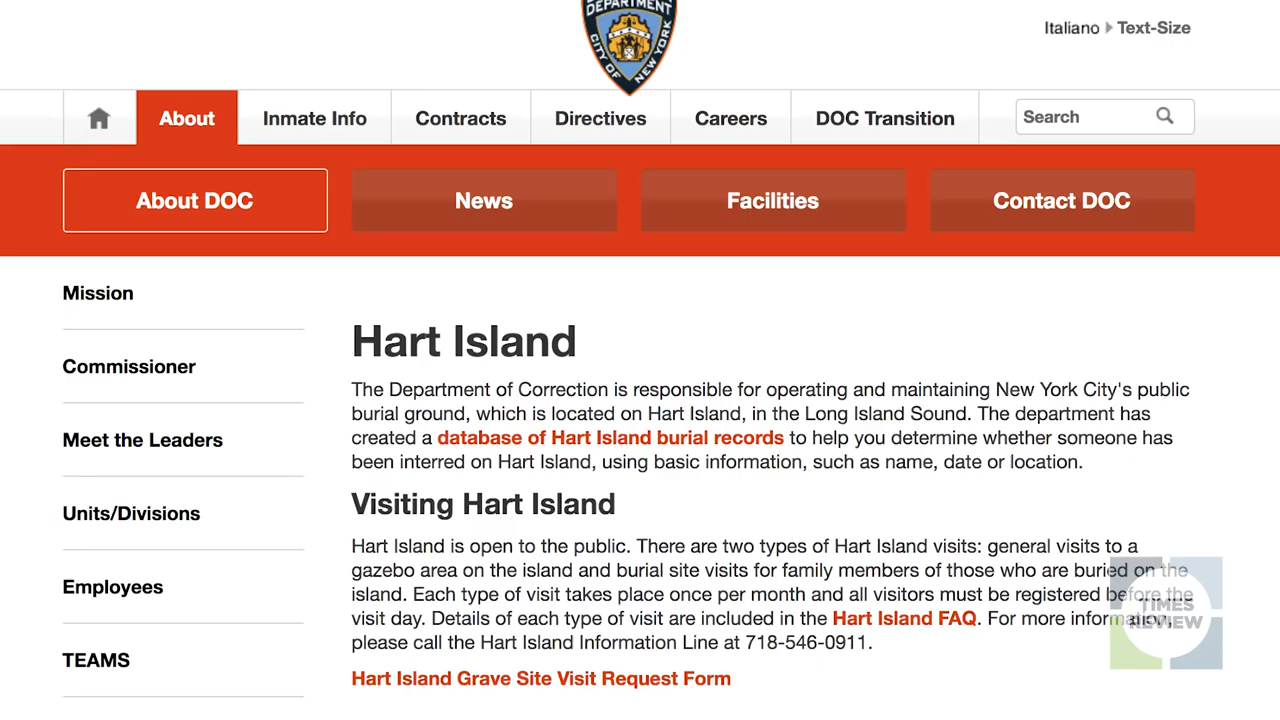 DEPARTMENT
CITY OF NEW YORK
Italiano Text-Size
About Inmate Info Contracts Directives Careers DOC Transition Search
About DOC News Facilities Contact DOC
Mission
Commissioner
Meet the Leaders
Units/Divisions
Employees
TEAMS
Hart Island
The Department of Correction is responsible for operating and maintaining New York City's public
burial ground, which is located on Hart Island, in the Long Island Sound. The department has
created a database of Hart Island burial records to help you determine whether someone has
been interred on Hart Island, using basic information, such as name, date or location.
Visiting Hart Island
Hart Island is open to the public. There are two types of Hart Island visits: general visits to a
gazebo area on the island and burial site visits for family members of those who are buried on the
island. Each type of visit takes place once per month and all visitors must be registered before the
visit day. Details of each type of visit are included in the Hart Island FAQ. For more information,
please call the Hart Island Information Line at 718-546-0911.
Hart Island Grave Site Visit Request Form
TIMES
REVIEW